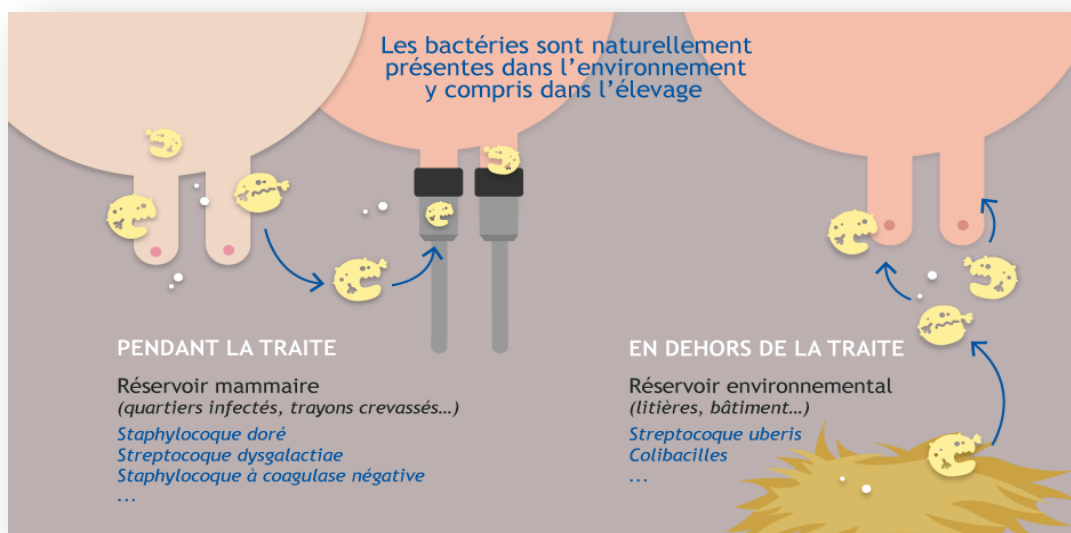 Les bactéries sont naturellement
présentes dans l'environnement
y compris dans l'élevage
PENDANT LA TRAITE
Réservoir mammaire
(quartiers infectés, trayons crevassés...)
Staphylocoque doré
Streptocoque dysgalactiae
Staphylocoque à coagulase négative
...
EN DEHORS DE LA TRAITE
Réservoir environnemental
(litières, bâtiment...)
Streptocoque uberis
Colibacilles
...